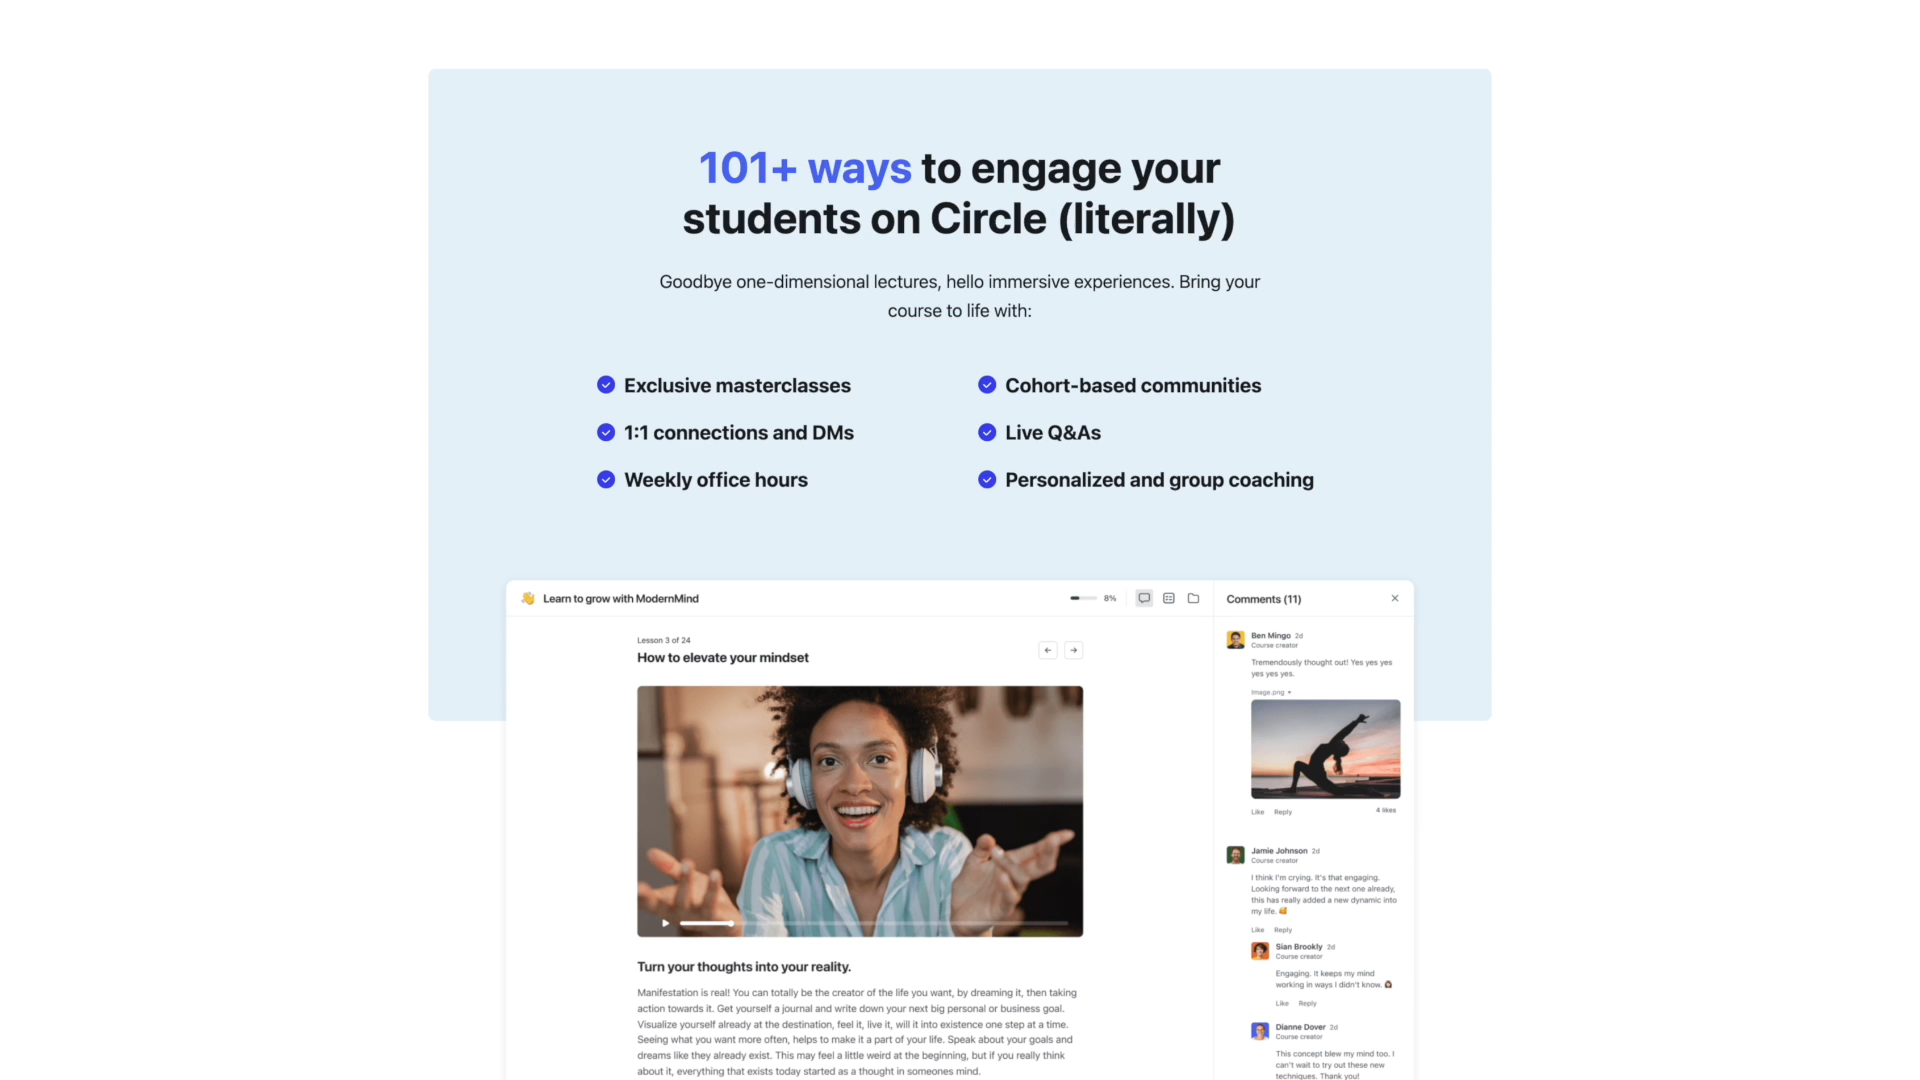 101+ ways to engage your
students on Circle (literally)
Goodbye one-dimensional lectures, hello immersive experiences. Bring your
course to life with:
Exclusive masterclasses
Cohort-based communities
1:1 connections and DMs
Live Q&As
Weekly office hours
Personalized and group coaching
Learn to grow with ModernMind
8%
Lesson 3 of 24
How to elevate your mindset
Turn your thoughts into your reality.
Manifestation is real! You can totally be the creator of the life you want, by dreaming it, then taking
action towards it. Get yourself a journal and write down your next big personal or business goal.
Visualize yourself already at the destination, feel it, live it, will it into existence one step at a time.
Seeing what you want more often, helps to make it a part of your life. Speak about your goals and
dreams like they already exist. This may feel a little weird at the beginning, but if you really think
about it, everything that exists today started as a thought in someones mind.
Comments (11)
Ben Mingo 2d
Course creator
Tremendously thought out! Yes yes yes
yes yes yes.
Image.png
Like Reply 4 likes
Jamie Johnson 2d
Course creator
I think I'm crying. It's that engaging.
Looking forward to the next one already,
this has really added a new dynamic into
my life. 🥰
Like Reply
Sian Brookly 2d
Course creator
Engaging. It keeps my mind
working in ways I didn't know.
Like Reply
Dianne Dover 2d
Course creator
This concept blew my mind too. I
can't wait to try out these new
techniques. Thank you!